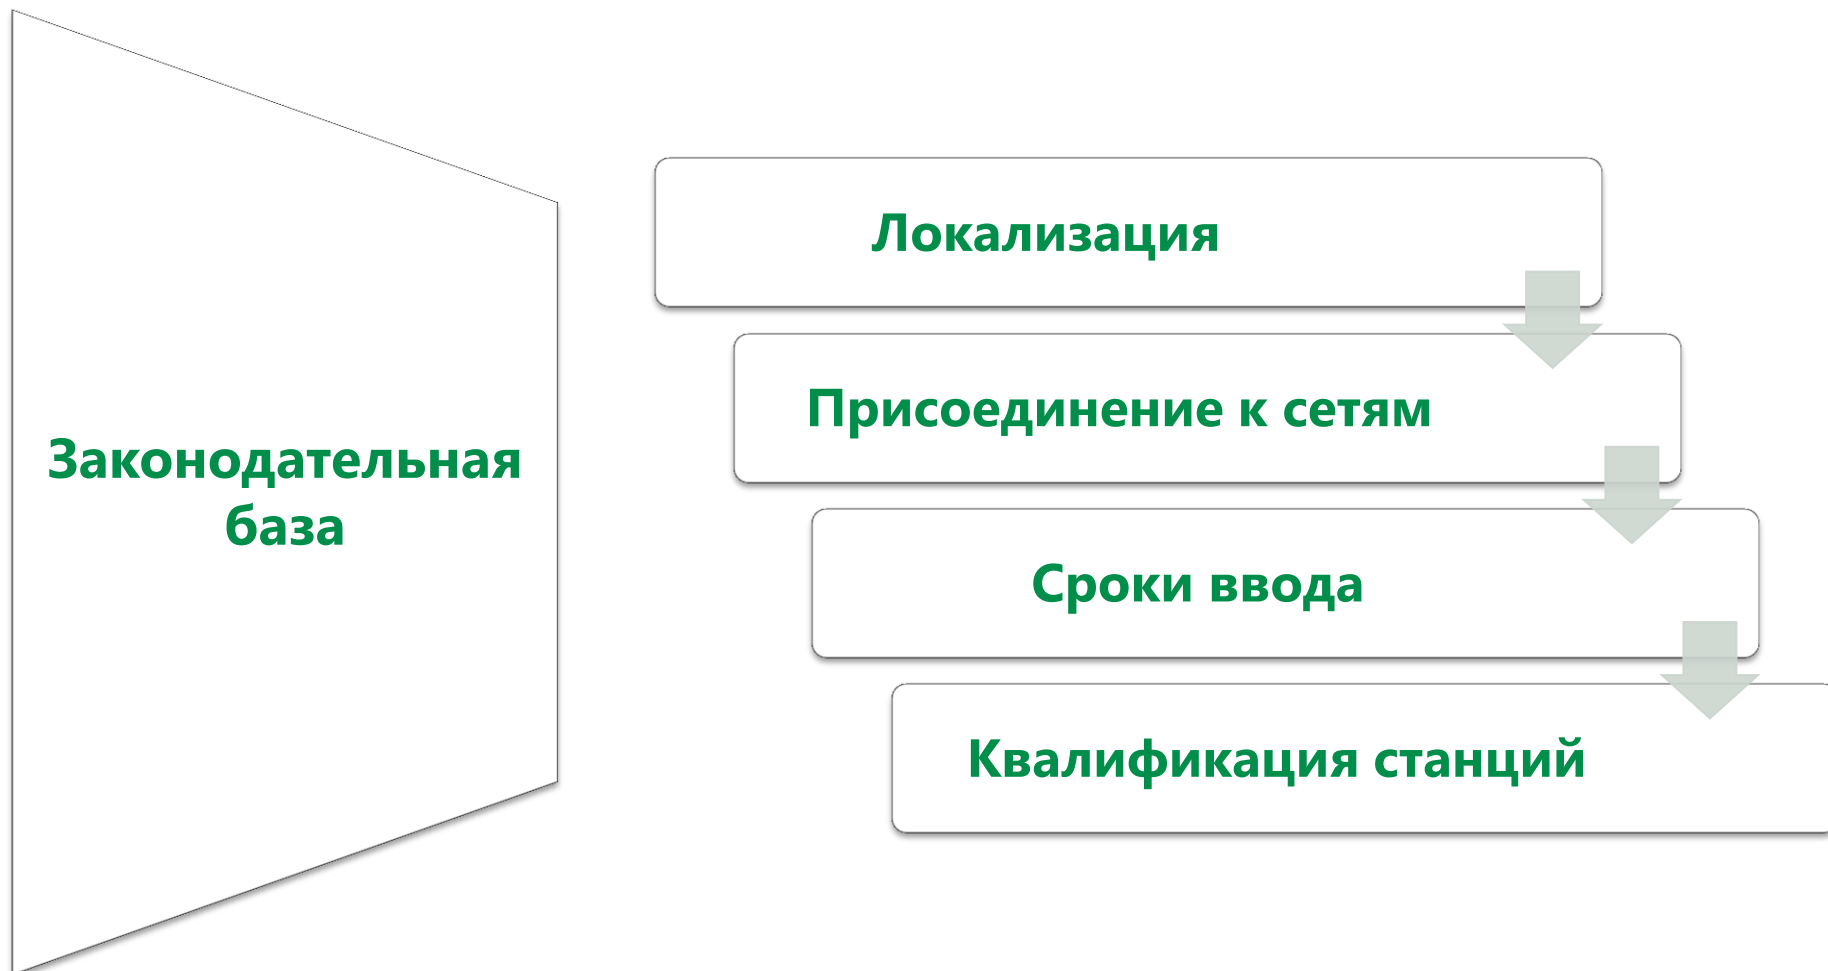 Законодательная
база
Локализация
Присоединение к сетям
Сроки ввода
Квалификация станций